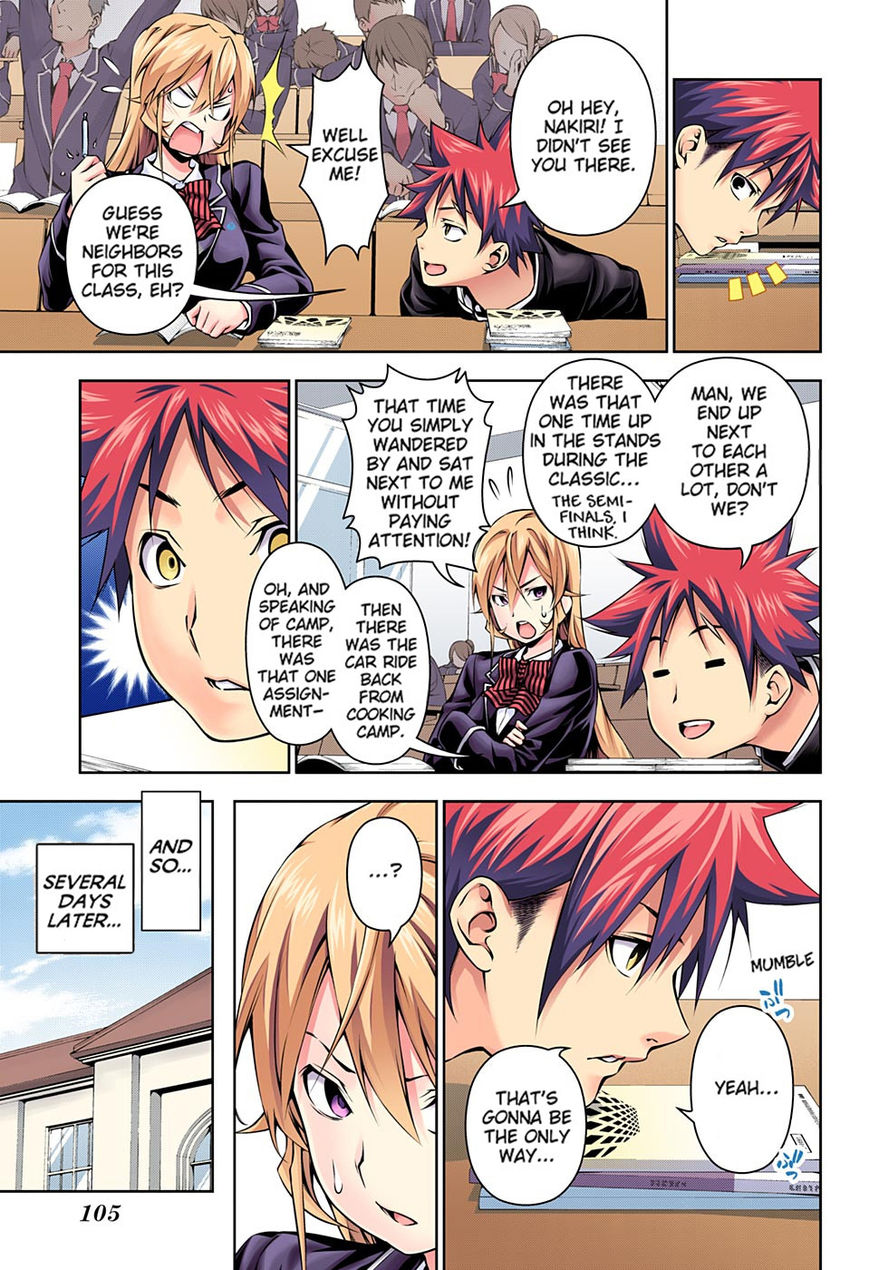 OH HEY,
NAKIRI! I
DIDN'T SEE
YOU THERE.
WELL
EXCUSE
ME!
GUESS
WE'RE
NEIGHBORS
FOR THIS
CLASS, EH?
MAN, WE
END UP
NEXT
TO EACH
OTHER A
LOT, DON'T
WE?
THERE
WAS THAT
ONE TIME UP
IN THE STANDS
DURING THE
CLASSIC...
THE SEMI-
FINALS, I
THINK.
THAT TIME
YOU SIMPLY
WANDERED
BY AND SAT
NEXT TO ME
WITHOUT
PAYING
ATTENTION!
THEN
THERE
WAS THE
CAR RIDE
BACK
FROM
COOKING
CAMP.
OH, AND
SPEAKING
OF CAMP,
THERE
WAS
THAT ONE
ASSIGN-
MENT–
MUMBLE
ブ
ッ
YEAH...
ブ
ッ
THAT'S
GONNA BE
THE ONLY
WAY...
...?
AND
SO...
SEVERAL
DAYS
LATER...
105